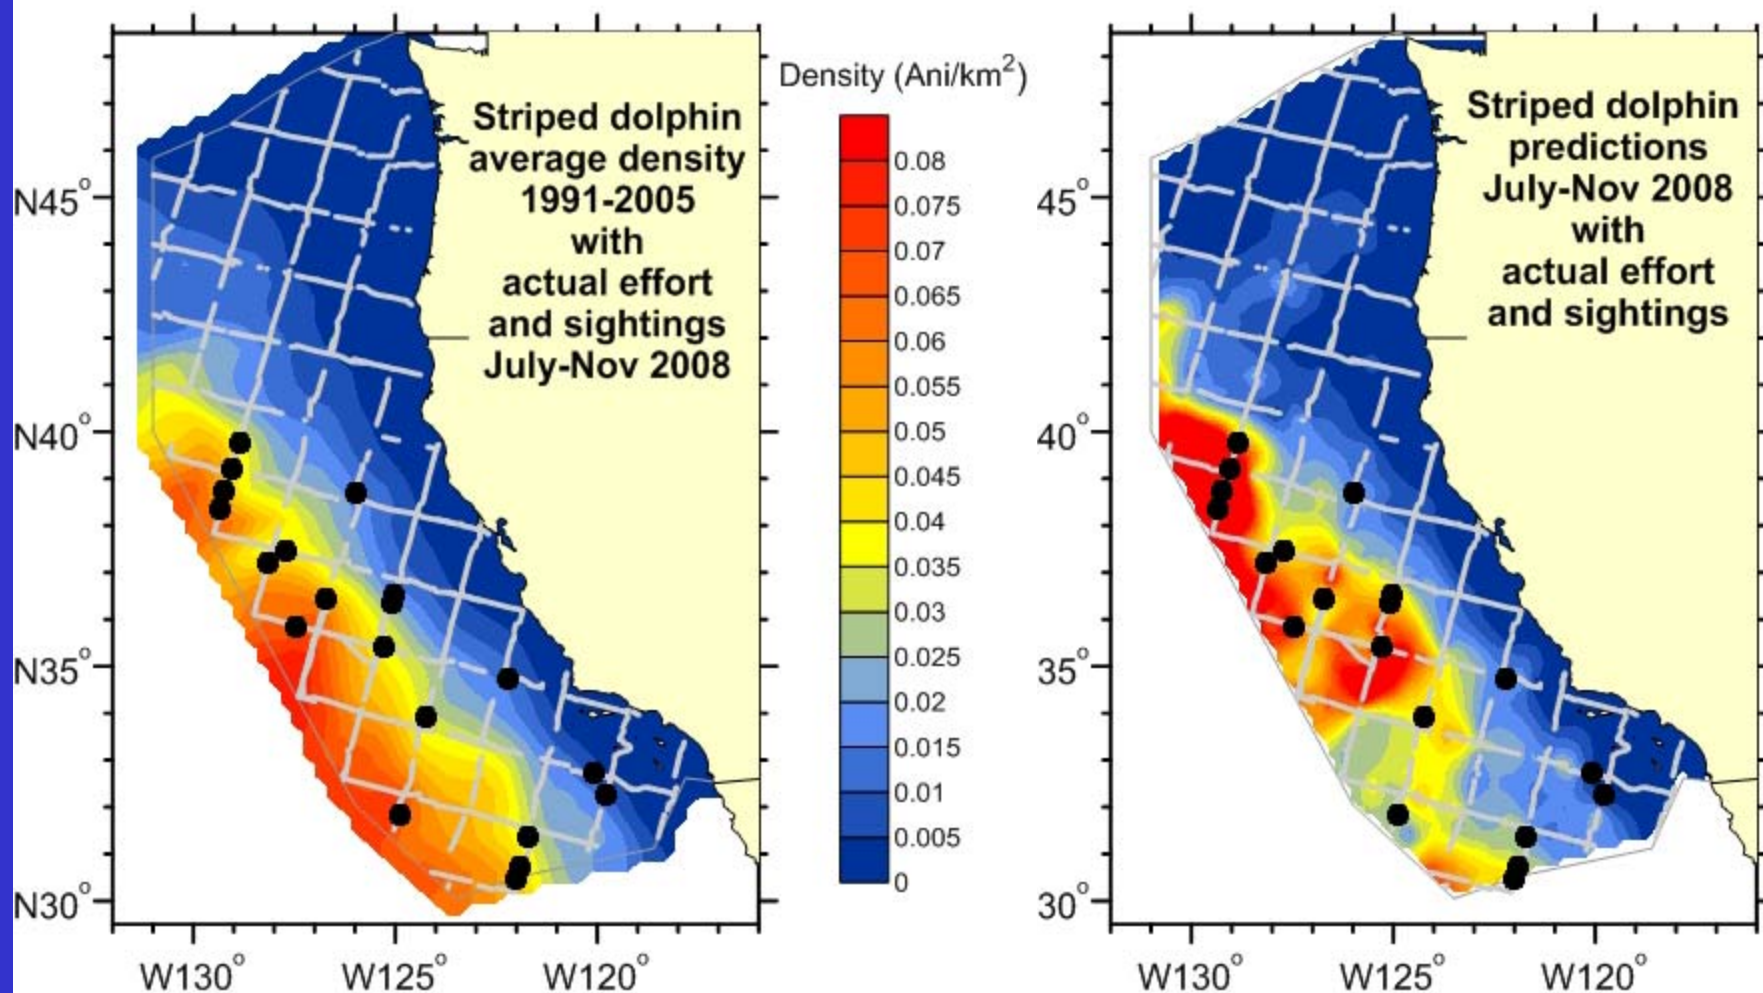 Striped dolphin
average density
1991-2005
with
actual effort
and sightings
July-Nov 2008
N45°
N40°
N35°
N30°
W130°
W125°
W120°
Density (Ani/km²)
0.08
0.075
0.07
0.065
0.06
0.055
0.05
0.045
0.04
0.035
0.03
0.025
0.02
0.015
0.01
0.005
0
Striped dolphin
predictions
July-Nov 2008
with
actual effort
and sightings
45°
40°
35°
30°
W130°
W125°
W120°